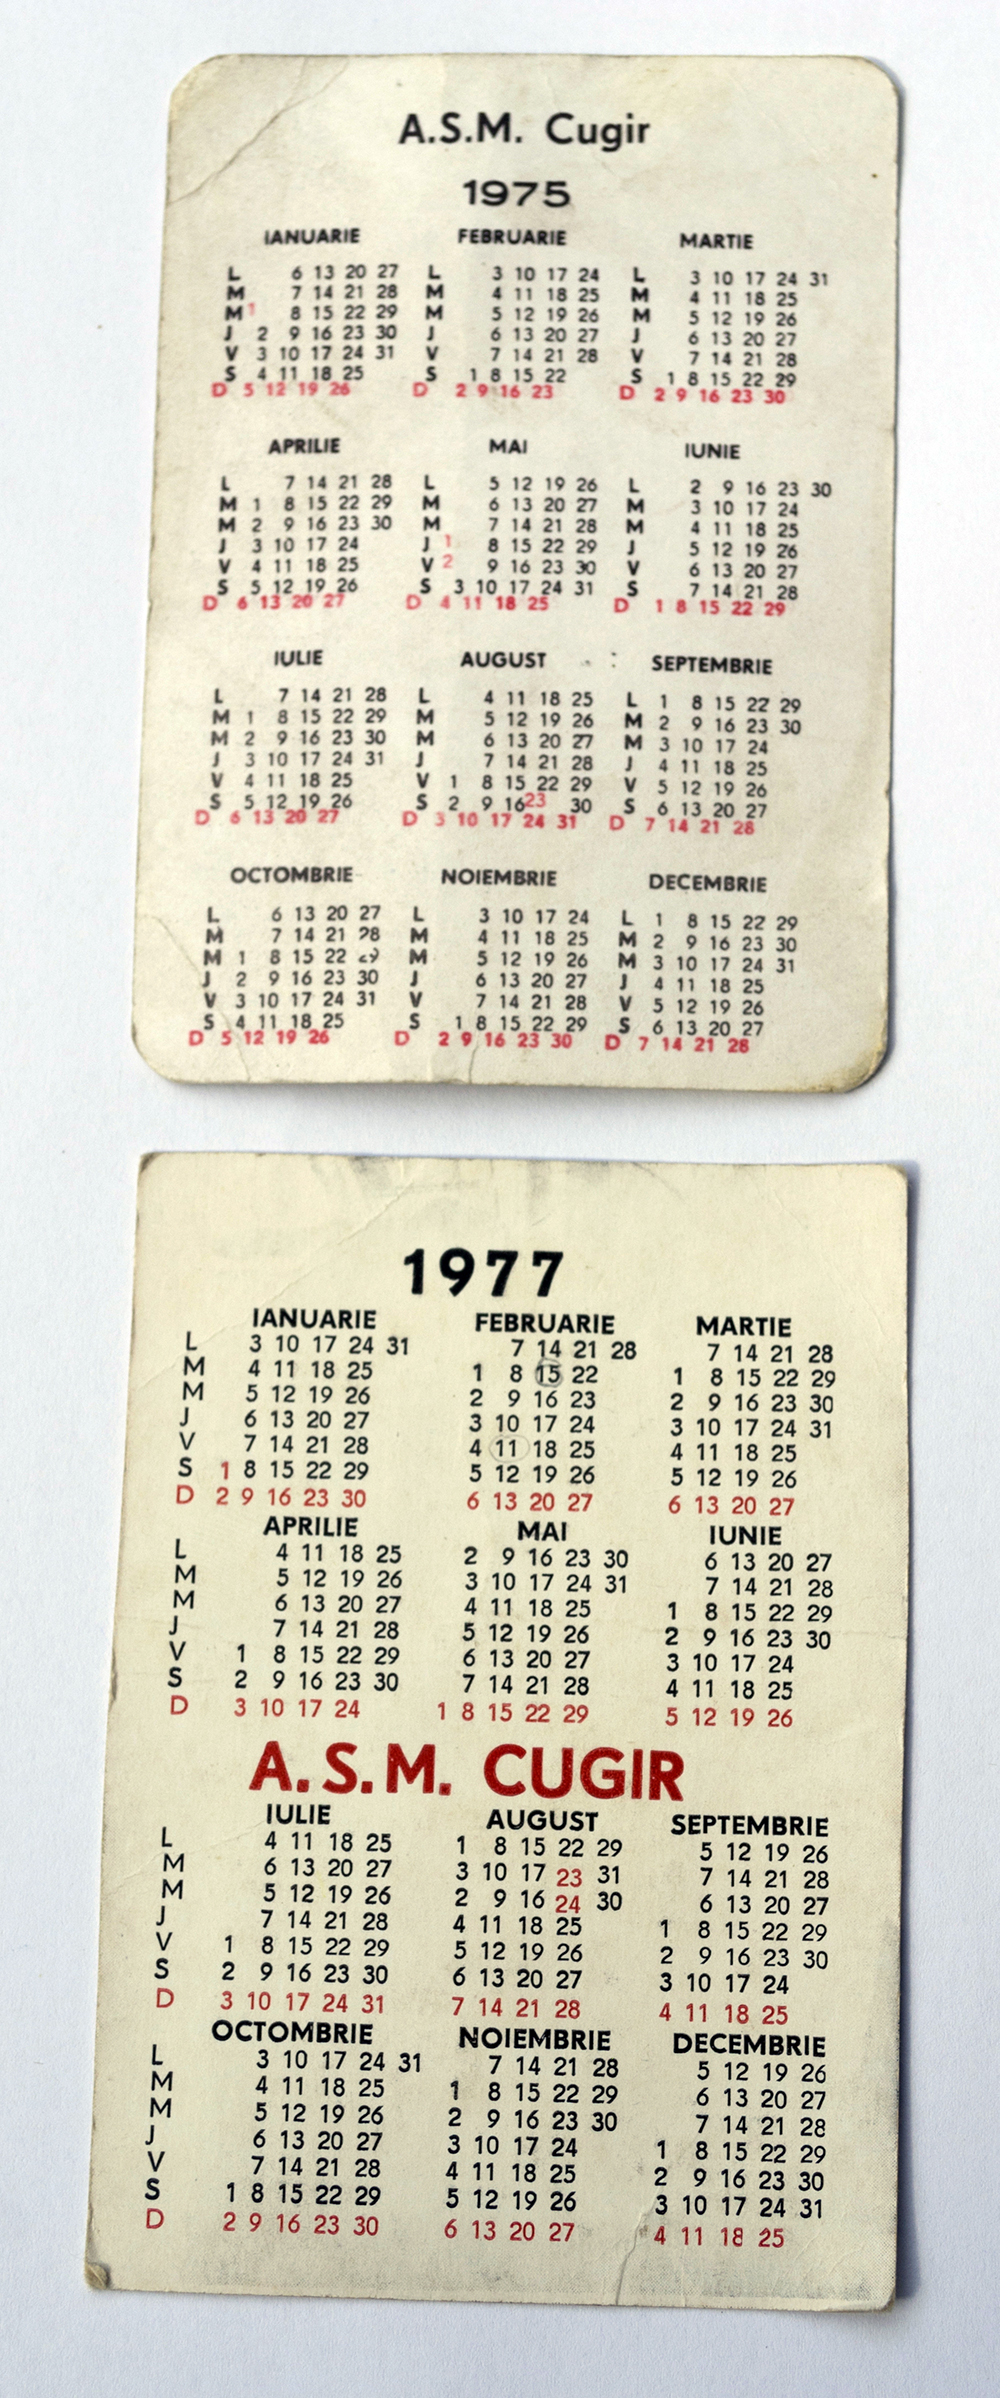 A.S.M. Cugir
1975
IANUARIE FEBRUARIE MARTIE
L 6 13 20 27 L 3 10 17 24 L 3 10 17 24 31
M 7 14 21 28 M 4 11 18 25 M 4 11 18 25
M 1 8 15 22 29 M 5 12 19 26 M 5 12 19 26
J 2 9 16 23 30 J 6 13 20 27 J 6 13 20 27
V 3 10 17 24 31 V 7 14 21 28 V 7 14 21 28
S 4 11 18 25 S 1 8 15 22 S 1 8 15 22 29
D 5 12 19 26 D 2 9 16 23 D 2 9 16 23 30
APRILIE MAI IUNIE
L 7 14 21 28 L 5 12 19 26 L 2 9 16 23 30
M 1 8 15 22 29 M 6 13 20 27 M 3 10 17 24
M 2 9 16 23 30 M 7 14 21 28 M 4 11 18 25
J 3 10 17 24 J 1 8 15 22 29 J 5 12 19 26
V 4 11 18 25 V 2 9 16 23 30 V 6 13 20 27
S 5 12 19 26 S 3 10 17 24 31 S 7 14 21 28
D 6 13 20 27 D 4 11 18 25 D 1 8 15 22 29
IULIE AUGUST SEPTEMBRIE
L 7 14 21 28 L 4 11 18 25 L 1 8 15 22 29
M 1 8 15 22 29 M 5 12 19 26 M 2 9 16 23 30
M 2 9 16 23 30 M 6 13 20 27 M 3 10 17 24
J 3 10 17 24 31 J 7 14 21 28 J 4 11 18 25
V 4 11 18 25 V 1 8 15 22 29 V 5 12 19 26
S 5 12 19 26 S 2 9 16 23 30 S 6 13 20 27
D 6 13 20 27 D 3 10 17 24 31 D 7 14 21 28
OCTOMBRIE NOIEMBRIE DECEMBRIE
L 6 13 20 27 L 3 10 17 24 L 1 8 15 22 29
M 7 14 21 28 M 4 11 18 25 M 2 9 16 23 30
M 1 8 15 22 29 M 5 12 19 26 M 3 10 17 24 31
J 2 9 16 23 30 J 6 13 20 27 J 4 11 18 25
V 3 10 17 24 31 V 7 14 21 28 V 5 12 19 26
S 4 11 18 25 S 1 8 15 22 29 S 6 13 20 27
D 5 12 19 26 D 2 9 16 23 30 D 7 14 21 28
1977
IANUARIE FEBRUARIE MARTIE
L 3 10 17 24 31 7 14 21 28 7 14 21 28
M 4 11 18 25 1 8 15 22 1 8 15 22 29
M 5 12 19 26 2 9 16 23 2 9 16 23 30
J 6 13 20 27 3 10 17 24 3 10 17 24 31
V 7 14 21 28 4 11 18 25 4 11 18 25
S 1 8 15 22 29 5 12 19 26 5 12 19 26
D 2 9 16 23 30 6 13 20 27 6 13 20 27
APRILIE MAI IUNIE
L 4 11 18 25 2 9 16 23 30 6 13 20 27
M 5 12 19 26 3 10 17 24 31 7 14 21 28
M 6 13 20 27 4 11 18 25 1 8 15 22 29
J 7 14 21 28 5 12 19 26 2 9 16 23 30
V 1 8 15 22 29 6 13 20 27 3 10 17 24
S 2 9 16 23 30 7 14 21 28 4 11 18 25
D 3 10 17 24 1 8 15 22 29 5 12 19 26
A.S.M. CUGIR
IULIE AUGUST SEPTEMBRIE
L 4 11 18 25 1 8 15 22 29 5 12 19 26
M 6 13 20 27 3 10 17 23 31 7 14 21 28
M 5 12 19 26 2 9 16 24 30 6 13 20 27
J 7 14 21 28 4 11 18 25 1 8 15 22 29
V 1 8 15 22 29 5 12 19 26 2 9 16 23 30
S 2 9 16 23 30 6 13 20 27 3 10 17 24
D 3 10 17 24 31 7 14 21 28 4 11 18 25
OCTOMBRIE NOIEMBRIE DECEMBRIE
L 3 10 17 24 31 7 14 21 28 5 12 19 26
M 4 11 18 25 1 8 15 22 29 6 13 20 27
M 5 12 19 26 2 9 16 23 30 7 14 21 28
J 6 13 20 27 3 10 17 24 1 8 15 22 29
V 7 14 21 28 4 11 18 25 2 9 16 23 30
S 1 8 15 22 29 5 12 19 26 3 10 17 24 31
D 2 9 16 23 30 6 13 20 27 4 11 18 25